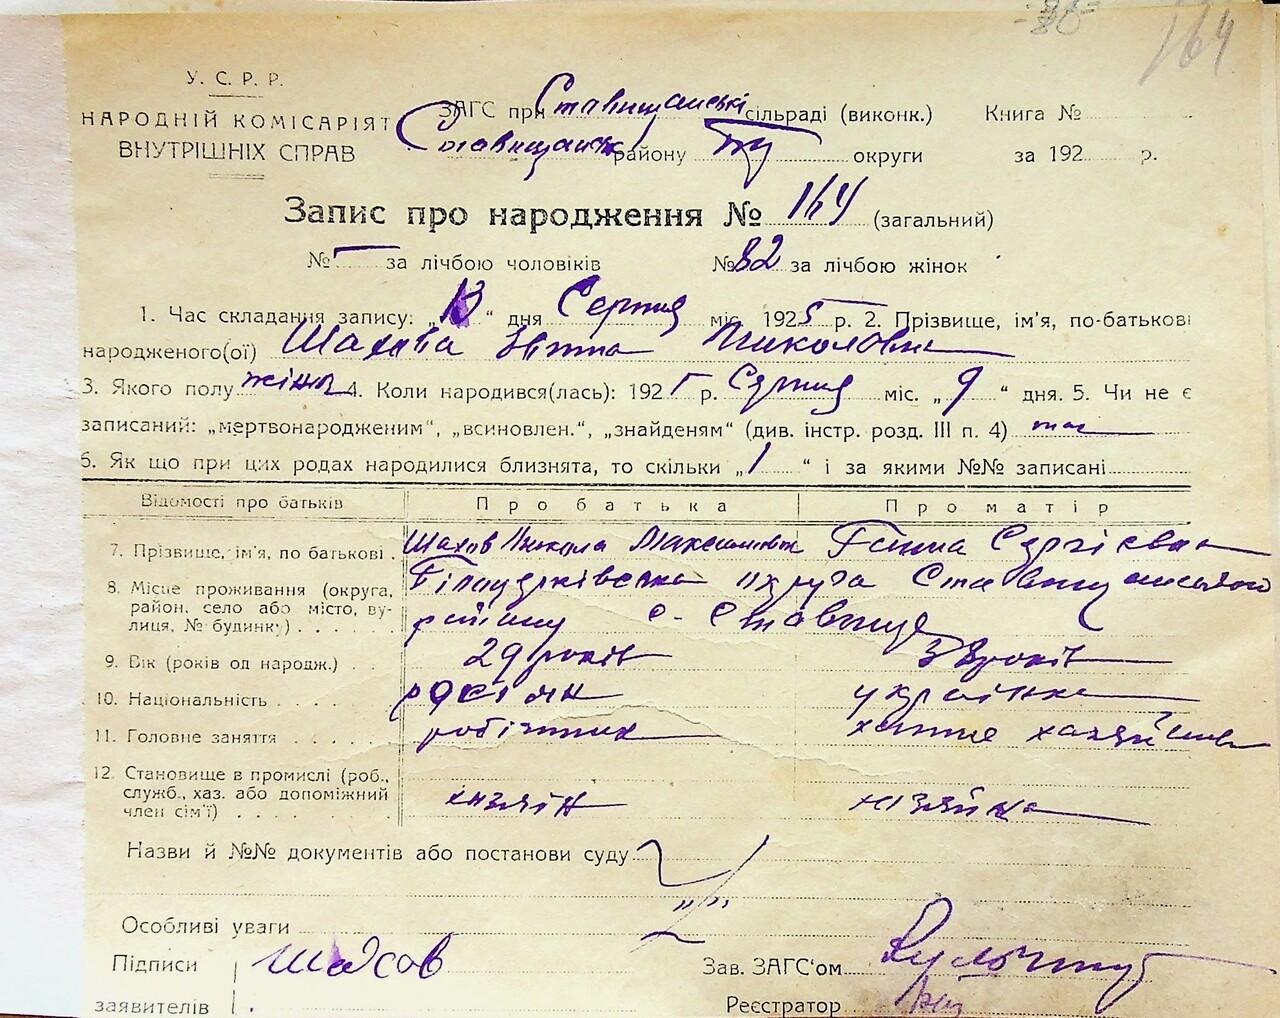 164
У. С. Р. Р.
НАРОДНІЙ КОМІСАРІЯТ
ВНУТРІШНІХ СПРАВ
ЗАГС при Ставищанські сільраді (виконк.) Книга №
Ставищанськ району округи за 192 р.
Запис про народження № 164 (загальний)
№ — за лічбою чоловіків №82 за лічбою жінок
1. Час складання запису: „13“ дня Серпня міс. 1925 р. 2. Прізвище, ім'я, по-батькові
народженого(ої) Шахова Миколовна
3. Якого полу жіноч 4. Коли народився(лась): 1925 р. Серпня міс. „9“ дня. 5. Чи не є
записаний: „мертвонародженим“, „всиновлен.“, „знайденям“ (див. інстр. розд. III п. 4)
6. Як що при цих родах народилися близнята, то скільки „1“ і за якими №№ записані
Відомості про батьків Про батька Про матір
7. Прізвище, ім'я, по батькові Шахов Микола Максимович Ганна Сергієвна
8. Місце проживання (округа, район, село або місто, вулиця, № будинку) Білоцерківська округа Ставищанського
району с. Ставище
9. Вік (років од народж.) 29 років 38 років
10. Національність росіян українка
11. Головне заняття робітник хатнє хазяйство
12. Становище в промислі (роб., служб., хаз. або допоміжний член сім'ї) хазяїн хазяйка
Назви й №№ документів або постанови суду
Особливі уваги
Підписи заявителів Шахов
Зав. ЗАГС'ом
Реєстратор